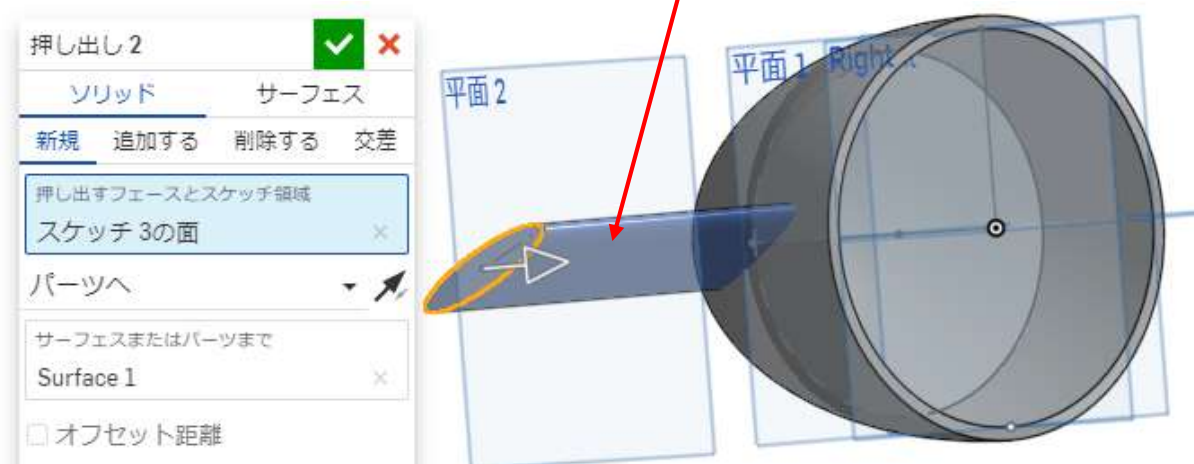 押し出し 2
ソリッド サーフェス
新規 追加する 削除する 交差
押し出すフェースとスケッチ領域
スケッチ 3の面
パーツへ
サーフェスまたはパーツまで
Surface 1
オフセット距離
平面 2
平面 1
Right